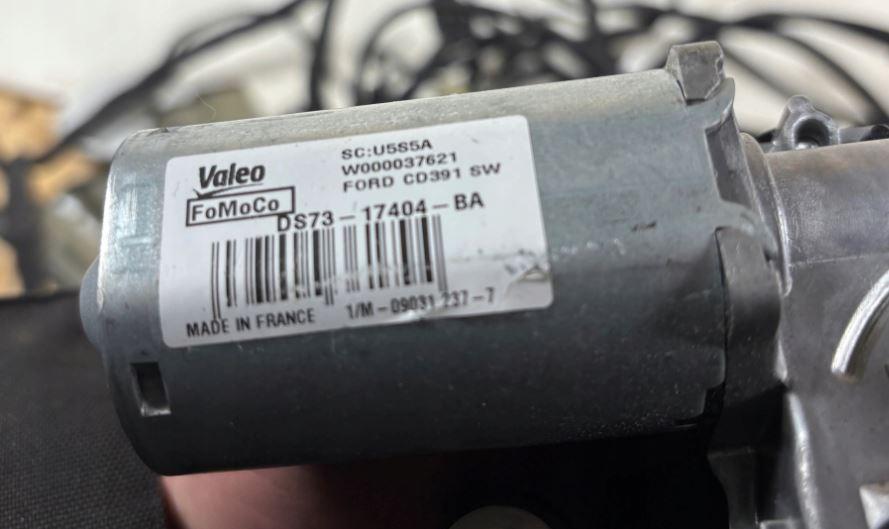 Valeo
SC:U5S5A
W000037621
FORD CD391 SW
FoMoCo
DS73-17404-BA
MADE IN FRANCE 1/M-09031 237-7